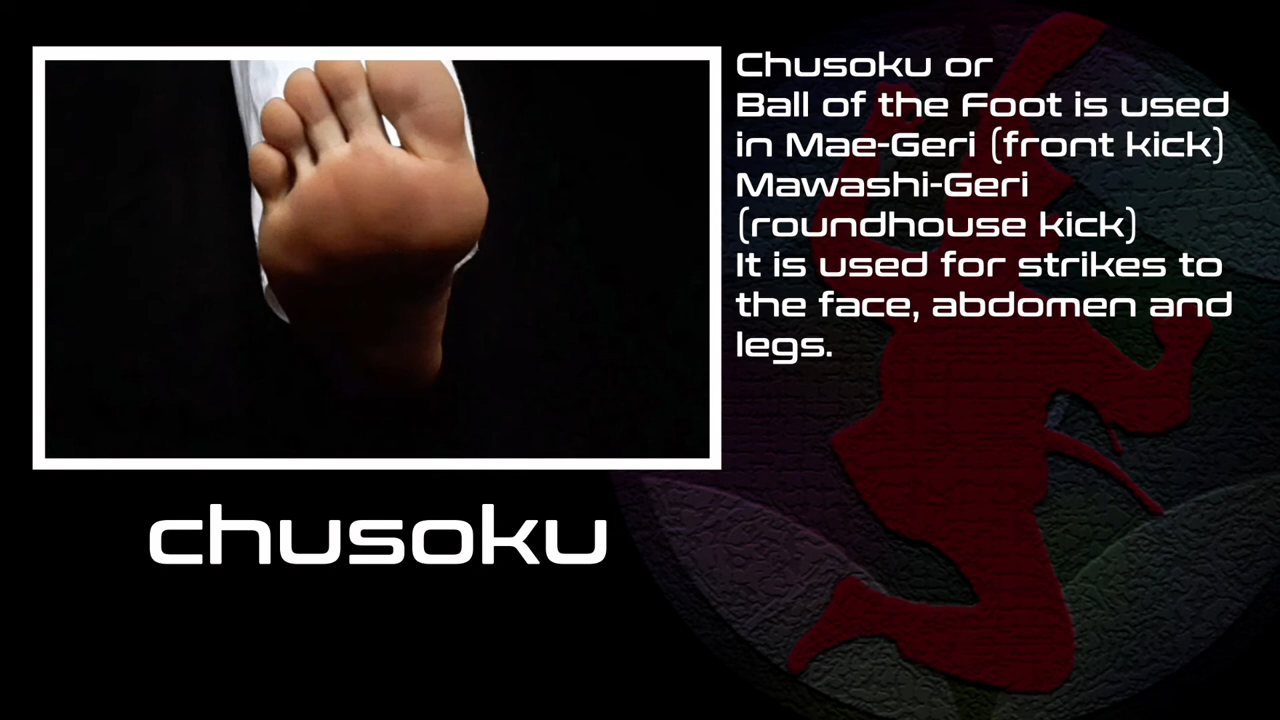 Chusoku or
Ball of the Foot is used
in Mae-Geri (front kick)
Mawashi-Geri
(roundhouse kick)
It is used for strikes to
the face, abdomen and
legs.
chusoku